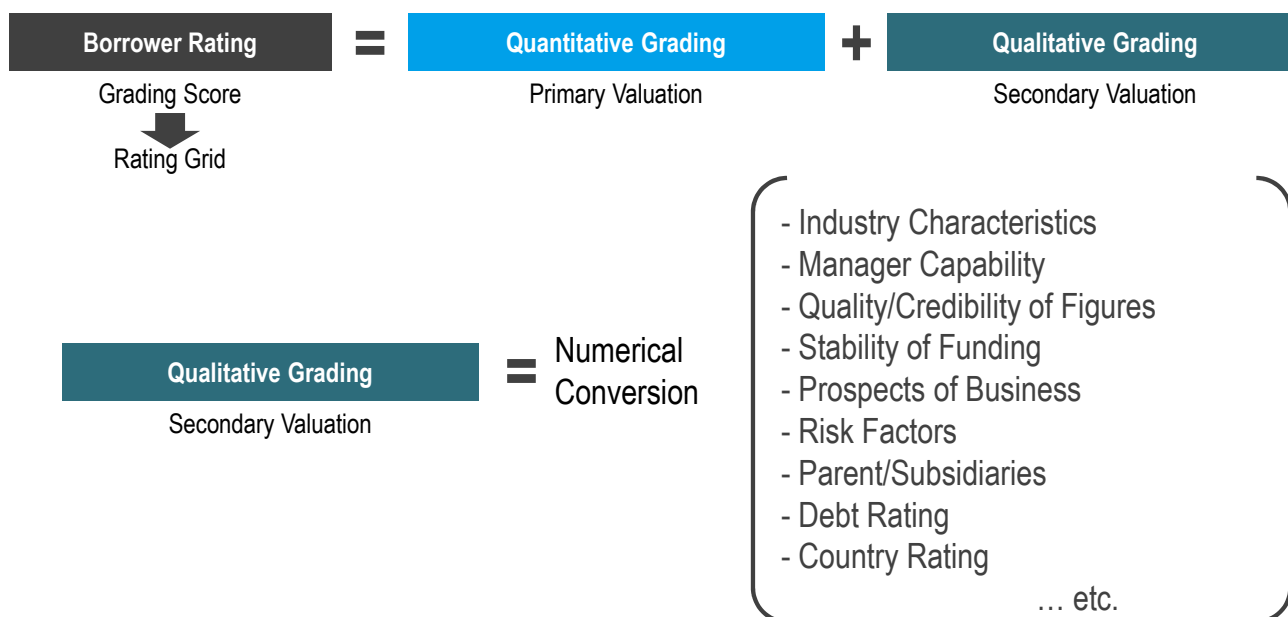 Borrower Rating = Quantitative Grading + Qualitative Grading
Grading Score
Primary Valuation
Secondary Valuation
Rating Grid
Qualitative Grading
Secondary Valuation
=
Numerical
Conversion
- Industry Characteristics
- Manager Capability
- Quality/Credibility of Figures
- Stability of Funding
- Prospects of Business
- Risk Factors
- Parent/Subsidiaries
- Debt Rating
- Country Rating
... etc.